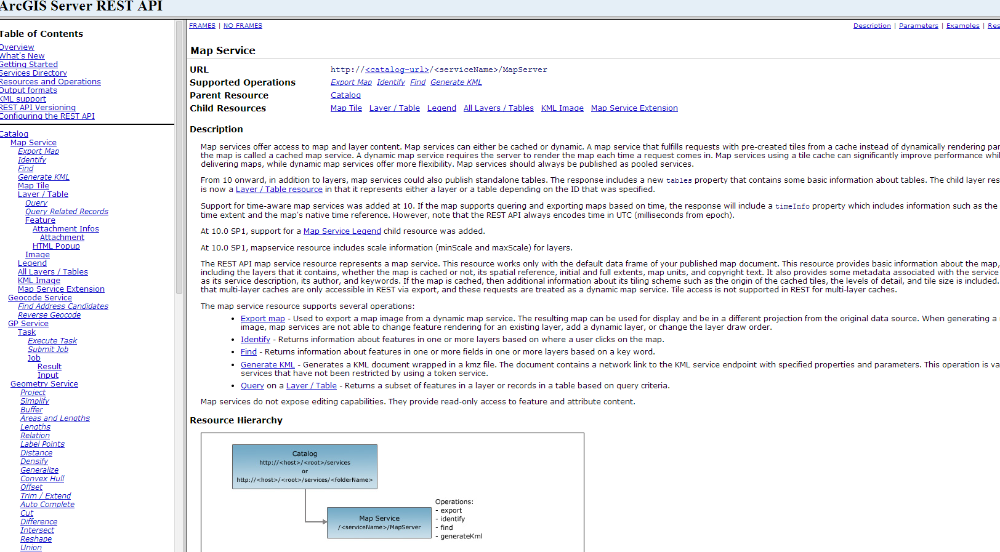 ArcGIS Server REST API
Table of Contents
Overview
What's New
Getting Started
Services Directory
Resources and Operations
Output formats
KML support
REST API Versioning
Configuring the REST API
Catalog
Map Service
Export Map
Identify
Find
Generate KML
Map Tile
Layer / Table
Query
Query Related Records
Feature
Attachment Infos
Attachment
HTML Popup
Image
Legend
All Layers / Tables
KML Image
Map Service Extension
Geocode Service
Find Address Candidates
Reverse Geocode
GP Service
Task
Execute Task
Submit Job
Job
Result
Input
Geometry Service
Project
Simplify
Buffer
Areas and Lengths
Lengths
Relation
Label Points
Distance
Densify
Generalize
Convex Hull
Offset
Trim / Extend
Auto Complete
Cut
Difference
Intersect
Reshape
Union
FRAMES | NO FRAMES
Description | Parameters | Examples | Res
Map Service
URL http://<catalog-url>/<serviceName>/MapServer
Supported Operations Export Map Identify Find Generate KML
Parent Resource Catalog
Child Resources Map Tile Layer / Table Legend All Layers / Tables KML Image Map Service Extension
Description
Map services offer access to map and layer content. Map services can either be cached or dynamic. A map service that fulfills requests with pre-created tiles from a cache instead of dynamically rendering par
the map is called a cached map service. A dynamic map service requires the server to render the map each time a request comes in. Map services using a tile cache can significantly improve performance whil
delivering maps, while dynamic map services offer more flexibility. Map services should always be published as pooled services.
From 10 onward, in addition to layers, map services could also publish standalone tables. The response includes a new tables property that contains some basic information about tables. The child layer res
is now a Layer / Table resource in that it represents either a layer or a table depending on the ID that was specified.
Support for time-aware map services was added at 10. If the map supports quering and exporting maps based on time, the response will include a timeInfo property which includes information such as the
time extent and the map's native time reference. However, note that the REST API always encodes time in UTC (milliseconds from epoch).
At 10.0 SP1, support for a Map Service Legend child resource was added.
At 10.0 SP1, mapservice resource includes scale information (minScale and maxScale) for layers.
The REST API map service resource represents a map service. This resource works only with the default data frame of your published map document. This resource provides basic information about the map,
including the layers that it contains, whether the map is cached or not, its spatial reference, initial and full extents, map units, and copyright text. It also provides some metadata associated with the service
as its service description, its author, and keywords. If the map is cached, then additional information about its tiling scheme such as the origin of the cached tiles, the levels of detail, and tile size is included.
that multi-layer caches are only accessible in REST via export, and these requests are treated as a dynamic map service. Tile access is not supported in REST for multi-layer caches.
The map service resource supports several operations:
• Export map - Used to export a map image from a dynamic map service. The resulting map can be used for display and be in a different projection from the original data source. When generating a
image, map services are not able to change feature rendering for an existing layer, add a dynamic layer, or change the layer draw order.
• Identify - Returns information about features in one or more layers based on where a user clicks on the map.
• Find - Returns information about features in one or more fields in one or more layers based on a key word.
• Generate KML - Generates a KML document wrapped in a kmz file. The document contains a network link to the KML service endpoint with specified properties and parameters. This operation is va
services that have not been restricted by using a token service.
• Query on a Layer / Table - Returns a subset of features in a layer or records in a table based on query criteria.
Map services do not expose editing capabilities. They provide read-only access to feature and attribute content.
Resource Hierarchy
Catalog
http://<host>/<root>/services
or
http://<host>/<root>/services/<folderName>
Map Service
/<serviceName>/MapServer
Operations:
- export
- identify
- find
- generateKml